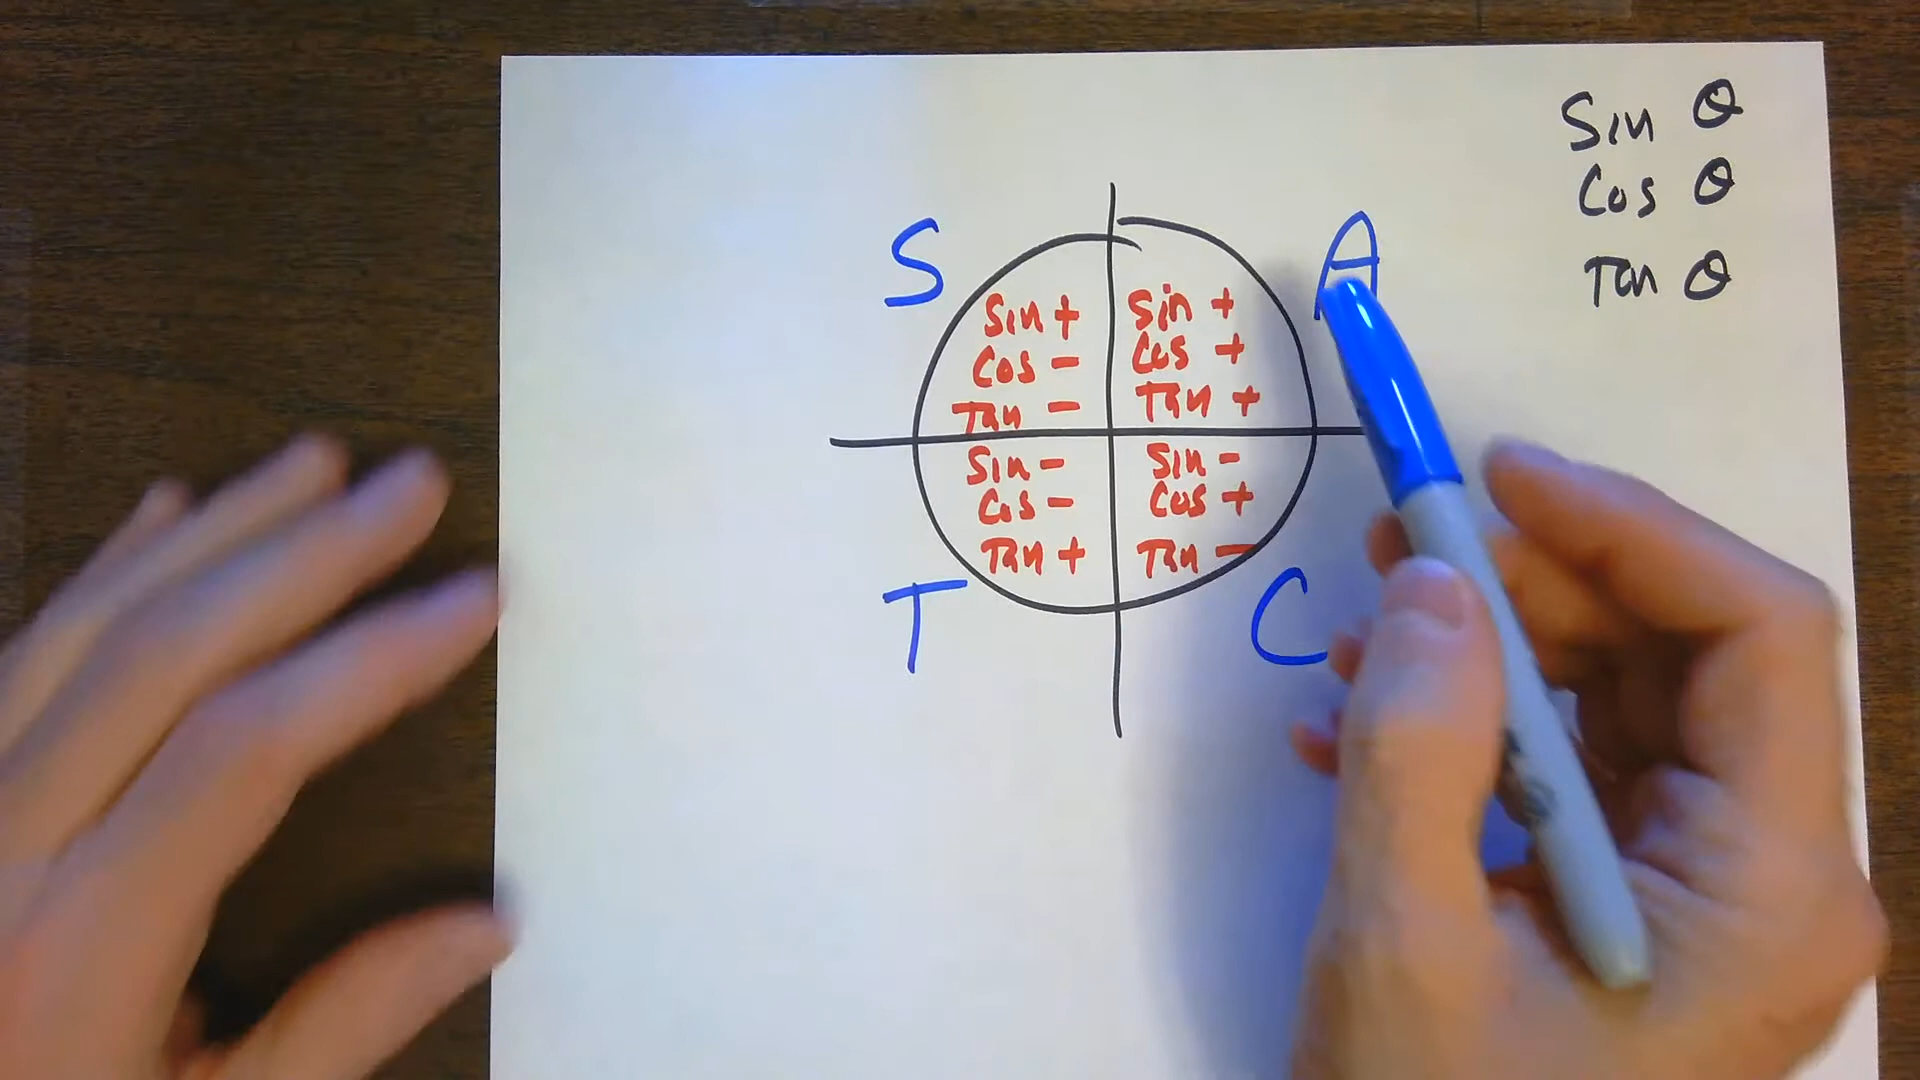 Sin θ
Cos θ
Tan θ
S
A
Sin +
Cos -
Tan -
Sin +
Cos +
Tan +
Sin -
Cos -
Tan +
Sin -
Cos +
Tan -
T
C